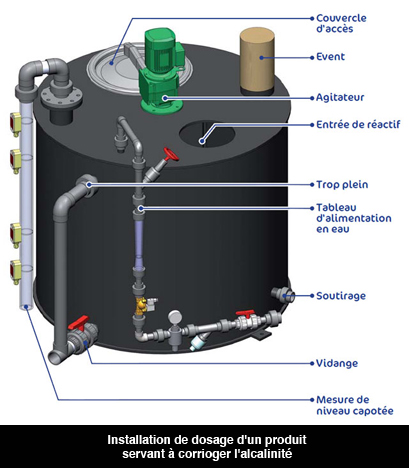 Couvercle
d'accès
Event
Agitateur
Entrée de réactif
Trop plein
Tableau
d'alimentation
en eau
Soutirage
Vidange
Mesure de
niveau capotée
Installation de dosage d'un produit
servant à corrioger l'alcalinité